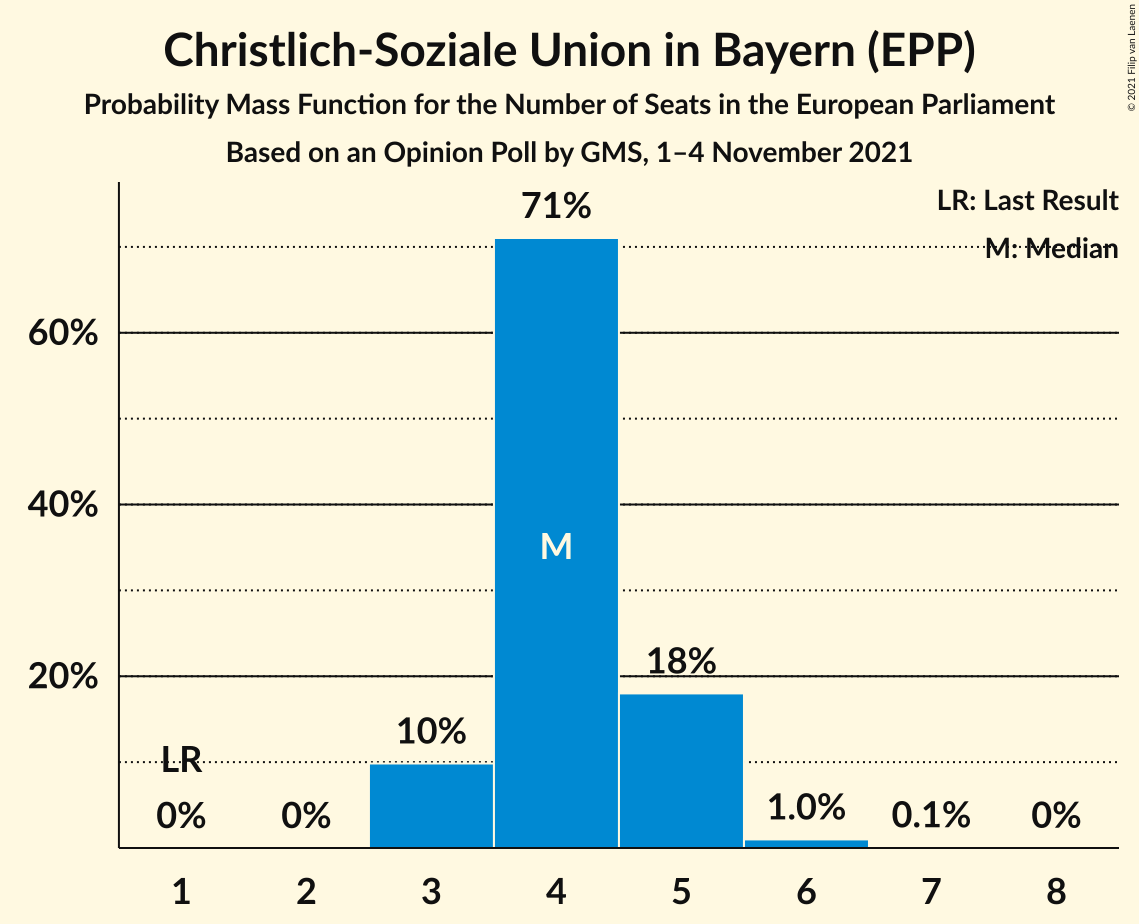 Christlich-Soziale Union in Bayern (EPP)
Probability Mass Function for the Number of Seats in the European Parliament
Based on an Opinion Poll by GMS, 1–4 November 2021
© 2021 Filip van Laenen
LR: Last Result
M: Median
71%
60%
40%
M
20%
18%
10%
LR
0%
0%
1.0%
0.1%
0%
1 2 3 4 5 6 7 8